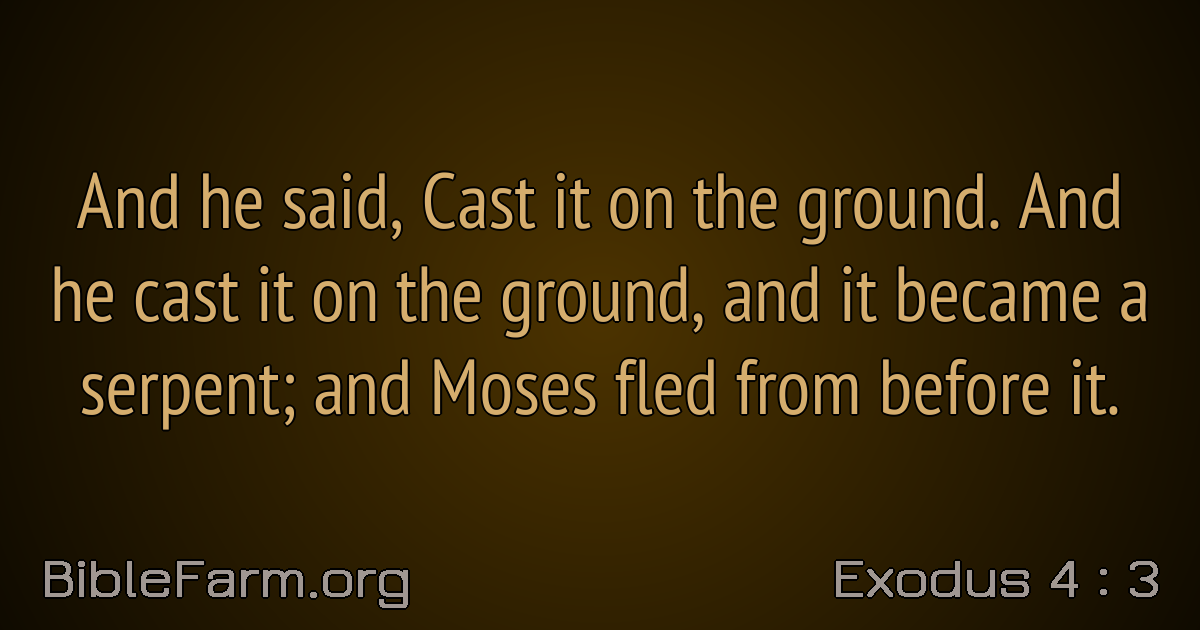 And he said, Cast it on the ground. And
he cast it on the ground, and it became a
serpent; and Moses fled from before it.
BibleFarm.org
Exodus 4 : 3